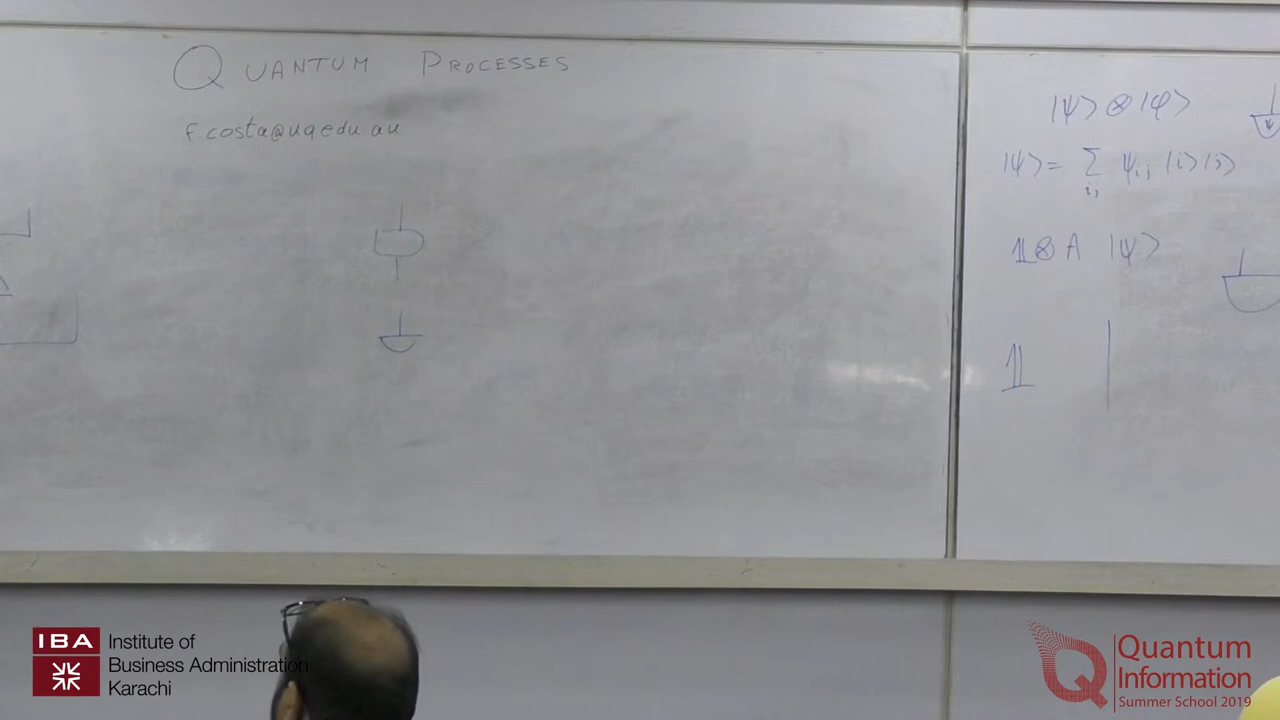 QUANTUM PROCESSES
f.costa@uq.edu.au
|ψ> ⊗ |φ>
ψ
|ψ> = Σ ψij |i>|j>
ij
𝟙 ⊗ A |ψ>
𝟙
IBA
Institute of
Business Administration
Karachi
Quantum
Information
Summer School 2019